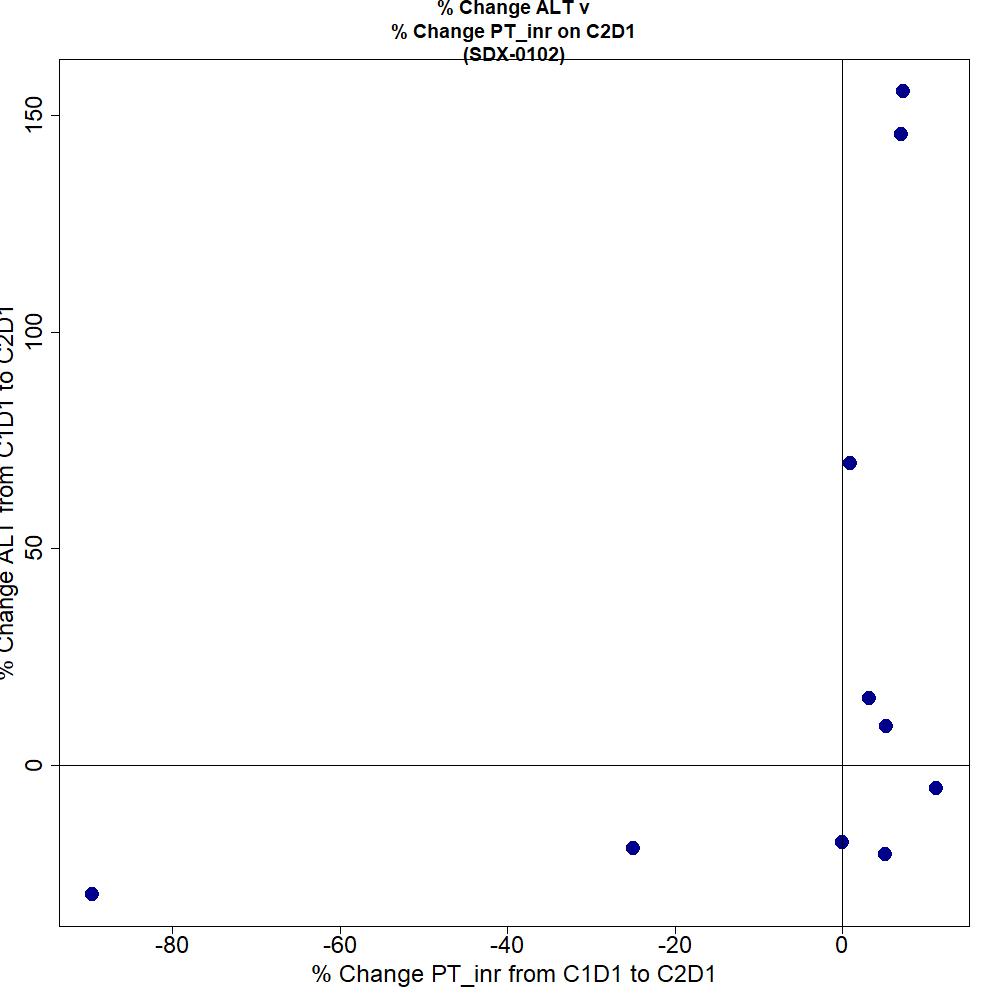 % Change ALT v
% Change PT_inr on C2D1
(SDX-0102)
150
100
50
0
% Change ALT from C1D1 to C2D1
-80
-60
-40
-20
0
% Change PT_inr from C1D1 to C2D1